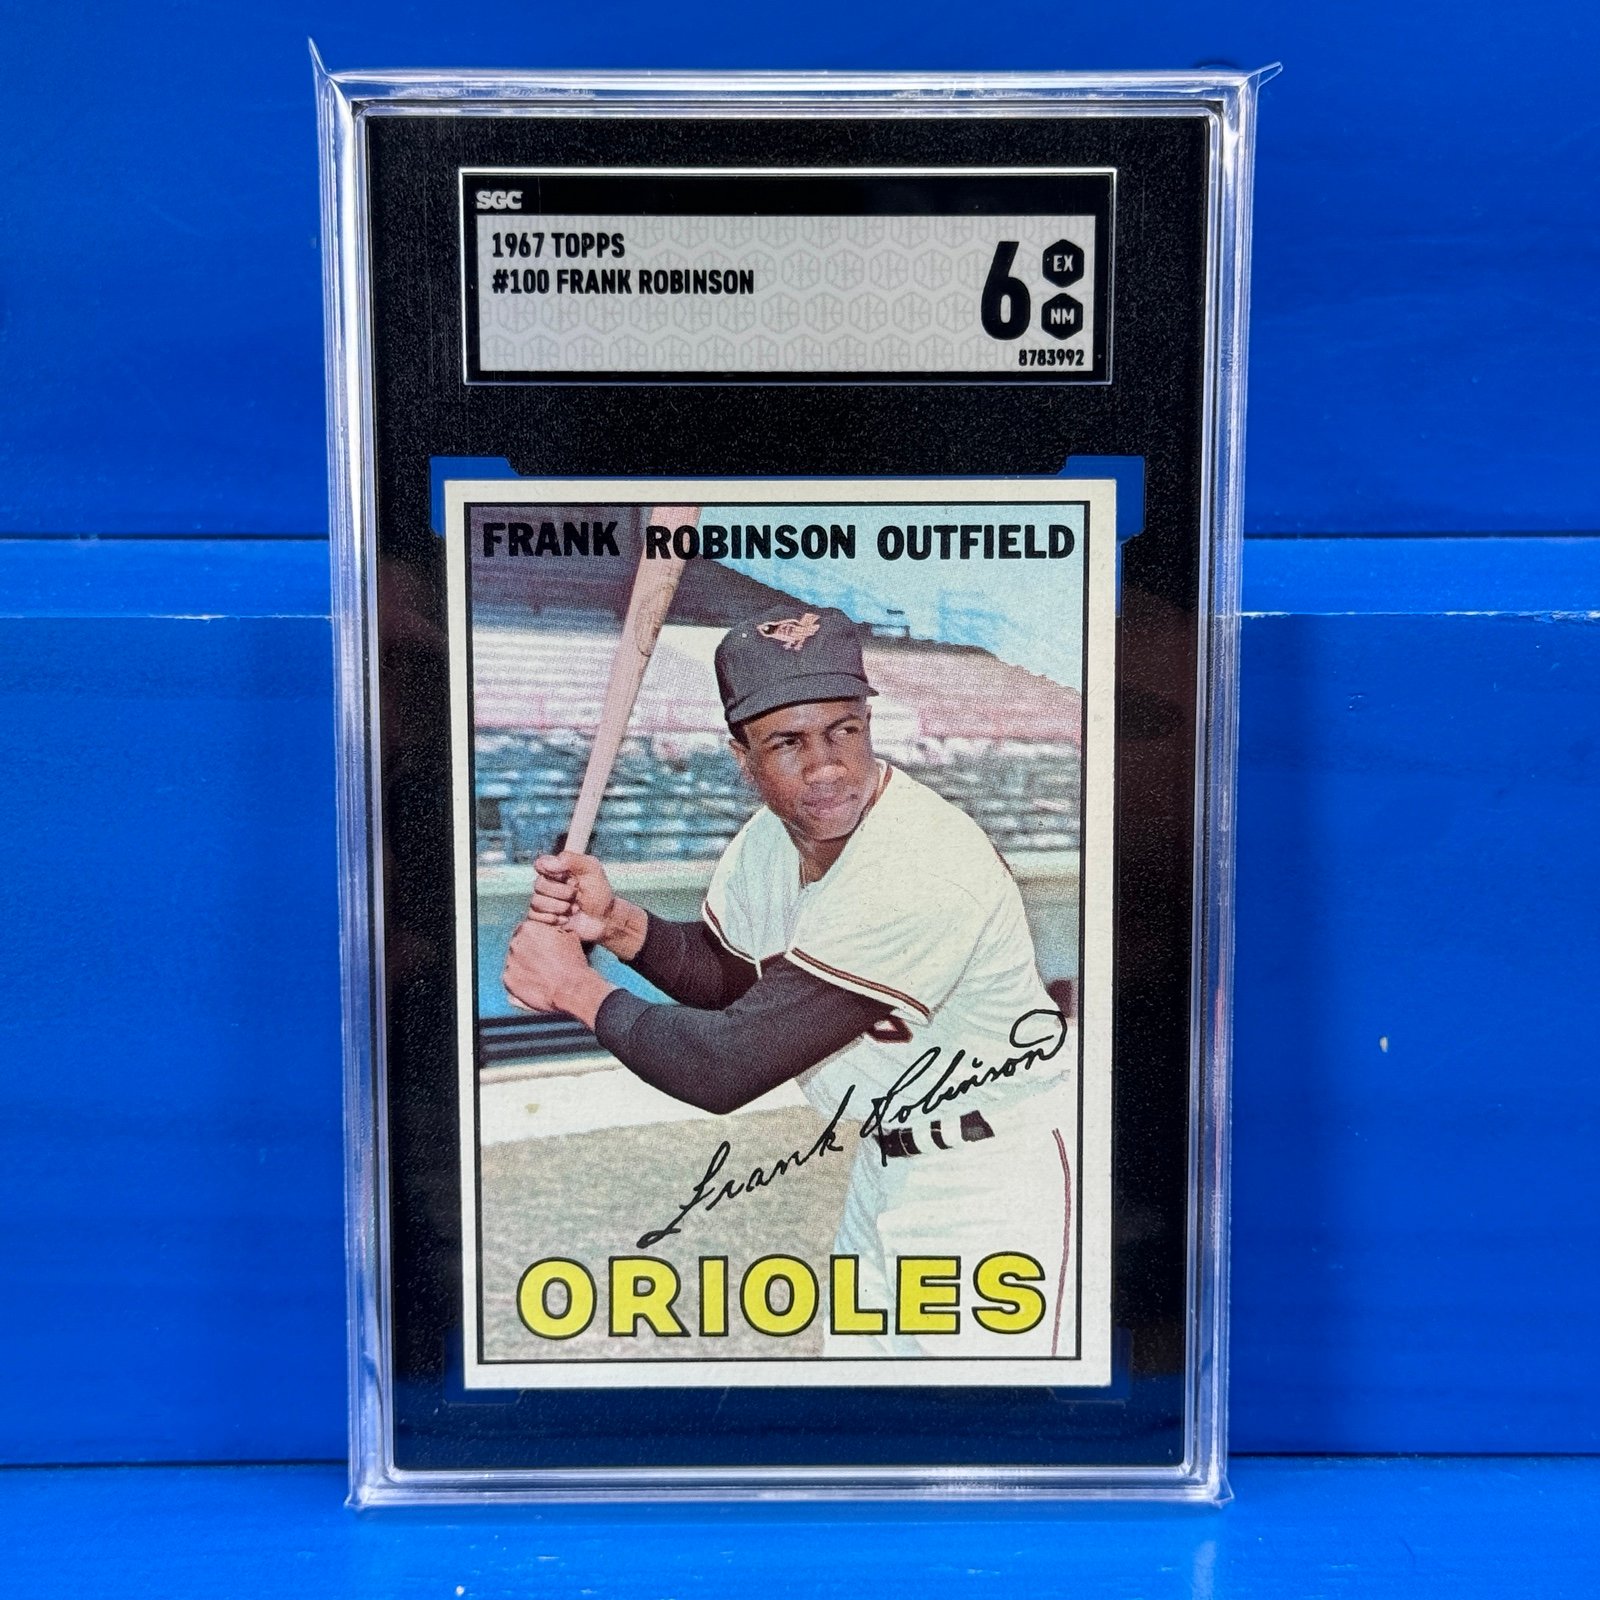 SGC
1967 TOPPS
#100 FRANK ROBINSON
6 EX
NM
8783992
FRANK ROBINSON OUTFIELD
Frank Robinson
ORIOLES